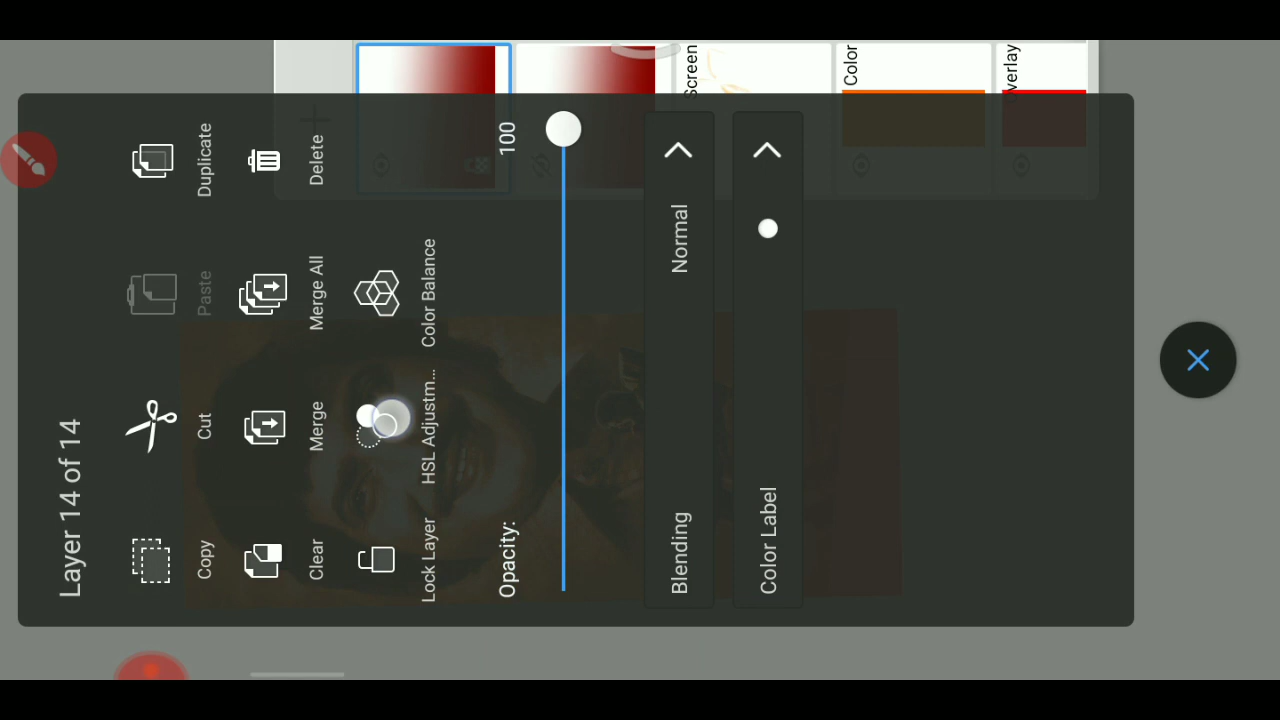 Layer 14 of 14
Copy
Cut
Paste
Duplicate
Clear
Merge
Merge All
Delete
Lock Layer
HSL Adjustm...
Color Balance
Opacity:
100
Blending
Normal
Color Label
Screen
Color
verlay